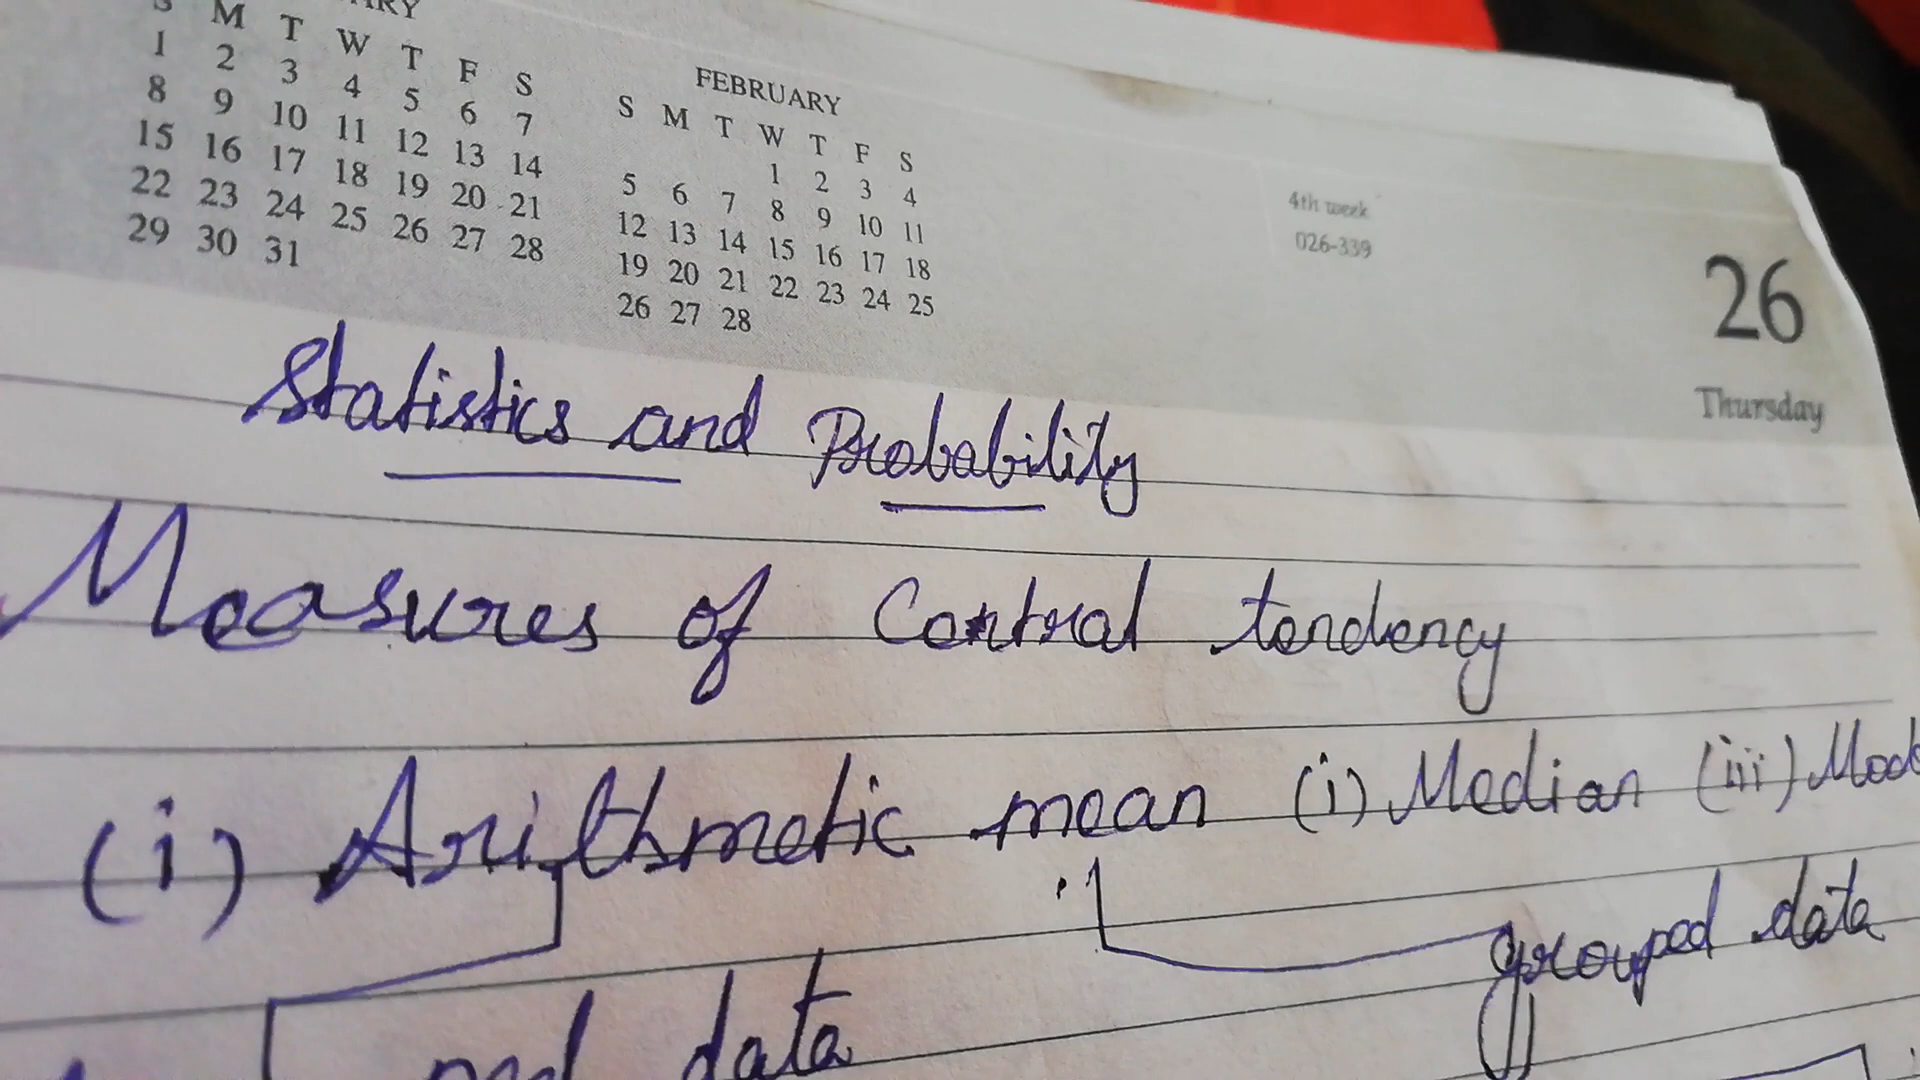 S M T W T F S
1 2 3 4 5 6 7
8 9 10 11 12 13 14
15 16 17 18 19 20 21
22 23 24 25 26 27 28
29 30 31
FEBRUARY
S M T W T F S
1 2 3 4
5 6 7 8 9 10 11
12 13 14 15 16 17 18
19 20 21 22 23 24 25
26 27 28
4th week
026-339
26
Thursday
Statistics and Probability
Measures of Central tendency
(i) Arithmetic mean (i) Median (iii)
grouped data
data